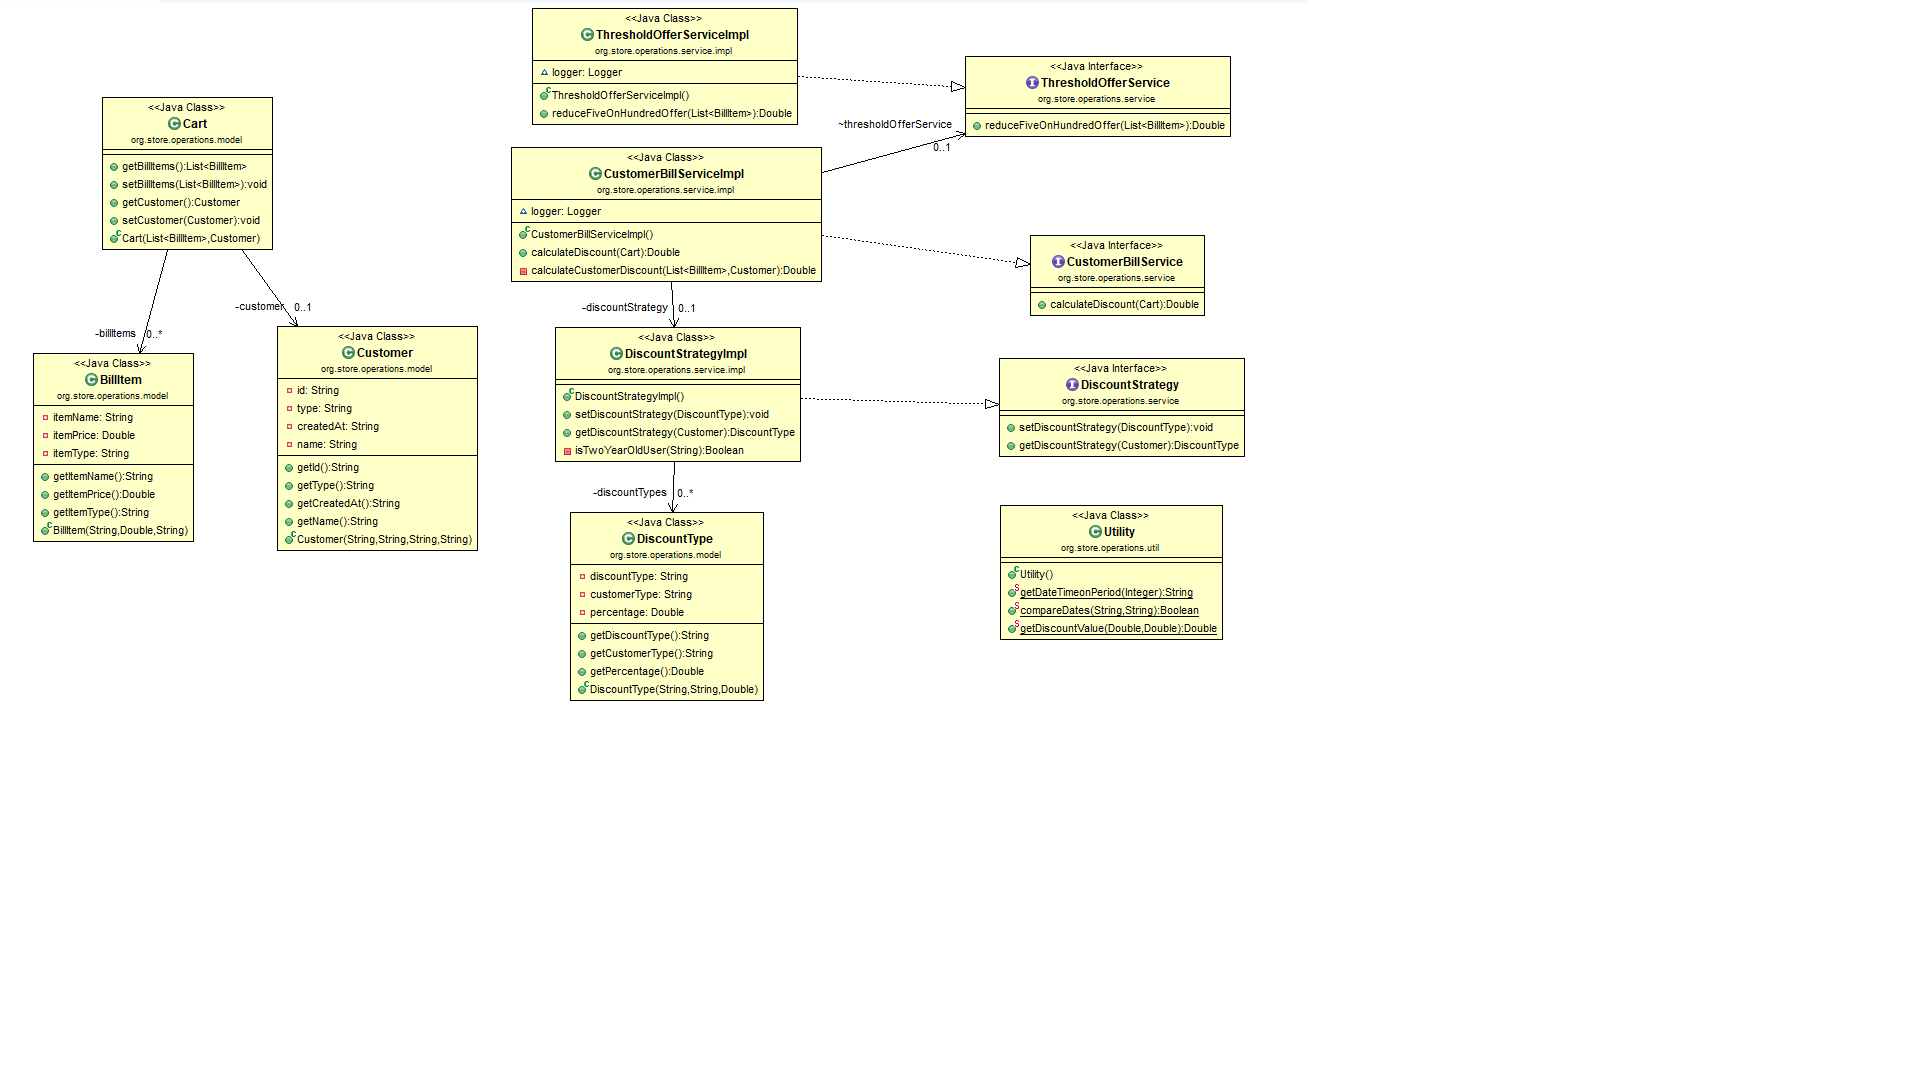 <<Java Class>>
ThresholdOfferServiceImpl
org.store.operations.service.impl
logger: Logger
ThresholdOfferServiceImpl()
reduceFiveOnHundredOffer(List<BillItem>):Double
<<Java Interface>>
ThresholdOfferService
org.store.operations.service
reduceFiveOnHundredOffer(List<BillItem>):Double
~thresholdOfferService
0..1
<<Java Class>>
Cart
org.store.operations.model
getBillItems():List<BillItem>
setBillItems(List<BillItem>):void
getCustomer():Customer
setCustomer(Customer):void
Cart(List<BillItem>,Customer)
<<Java Class>>
CustomerBillServiceImpl
org.store.operations.service.impl
logger: Logger
CustomerBillServiceImpl()
calculateDiscount(Cart):Double
calculateCustomerDiscount(List<BillItem>,Customer):Double
<<Java Interface>>
CustomerBillService
org.store.operations.service
calculateDiscount(Cart):Double
-customer 0..1
-billItems 0..*
-discountStrategy 0..1
<<Java Class>>
BillItem
org.store.operations.model
itemName: String
itemPrice: Double
itemType: String
getItemName():String
getItemPrice():Double
getItemType():String
BillItem(String,Double,String)
<<Java Class>>
Customer
org.store.operations.model
id: String
type: String
createdAt: String
name: String
getId():String
getType():String
getCreatedAt():String
getName():String
Customer(String,String,String,String)
<<Java Class>>
DiscountStrategyImpl
org.store.operations.service.impl
DiscountStrategyImpl()
setDiscountStrategy(DiscountType):void
getDiscountStrategy(Customer):DiscountType
isTwoYearOldUser(String):Boolean
<<Java Interface>>
DiscountStrategy
org.store.operations.service
setDiscountStrategy(DiscountType):void
getDiscountStrategy(Customer):DiscountType
-discountTypes 0..*
<<Java Class>>
DiscountType
org.store.operations.model
discountType: String
customerType: String
percentage: Double
getDiscountType():String
getCustomerType():String
getPercentage():Double
DiscountType(String,String,Double)
<<Java Class>>
Utility
org.store.operations.util
Utility()
getDateTimeonPeriod(Integer):String
compareDates(String,String):Boolean
getDiscountValue(Double,Double):Double